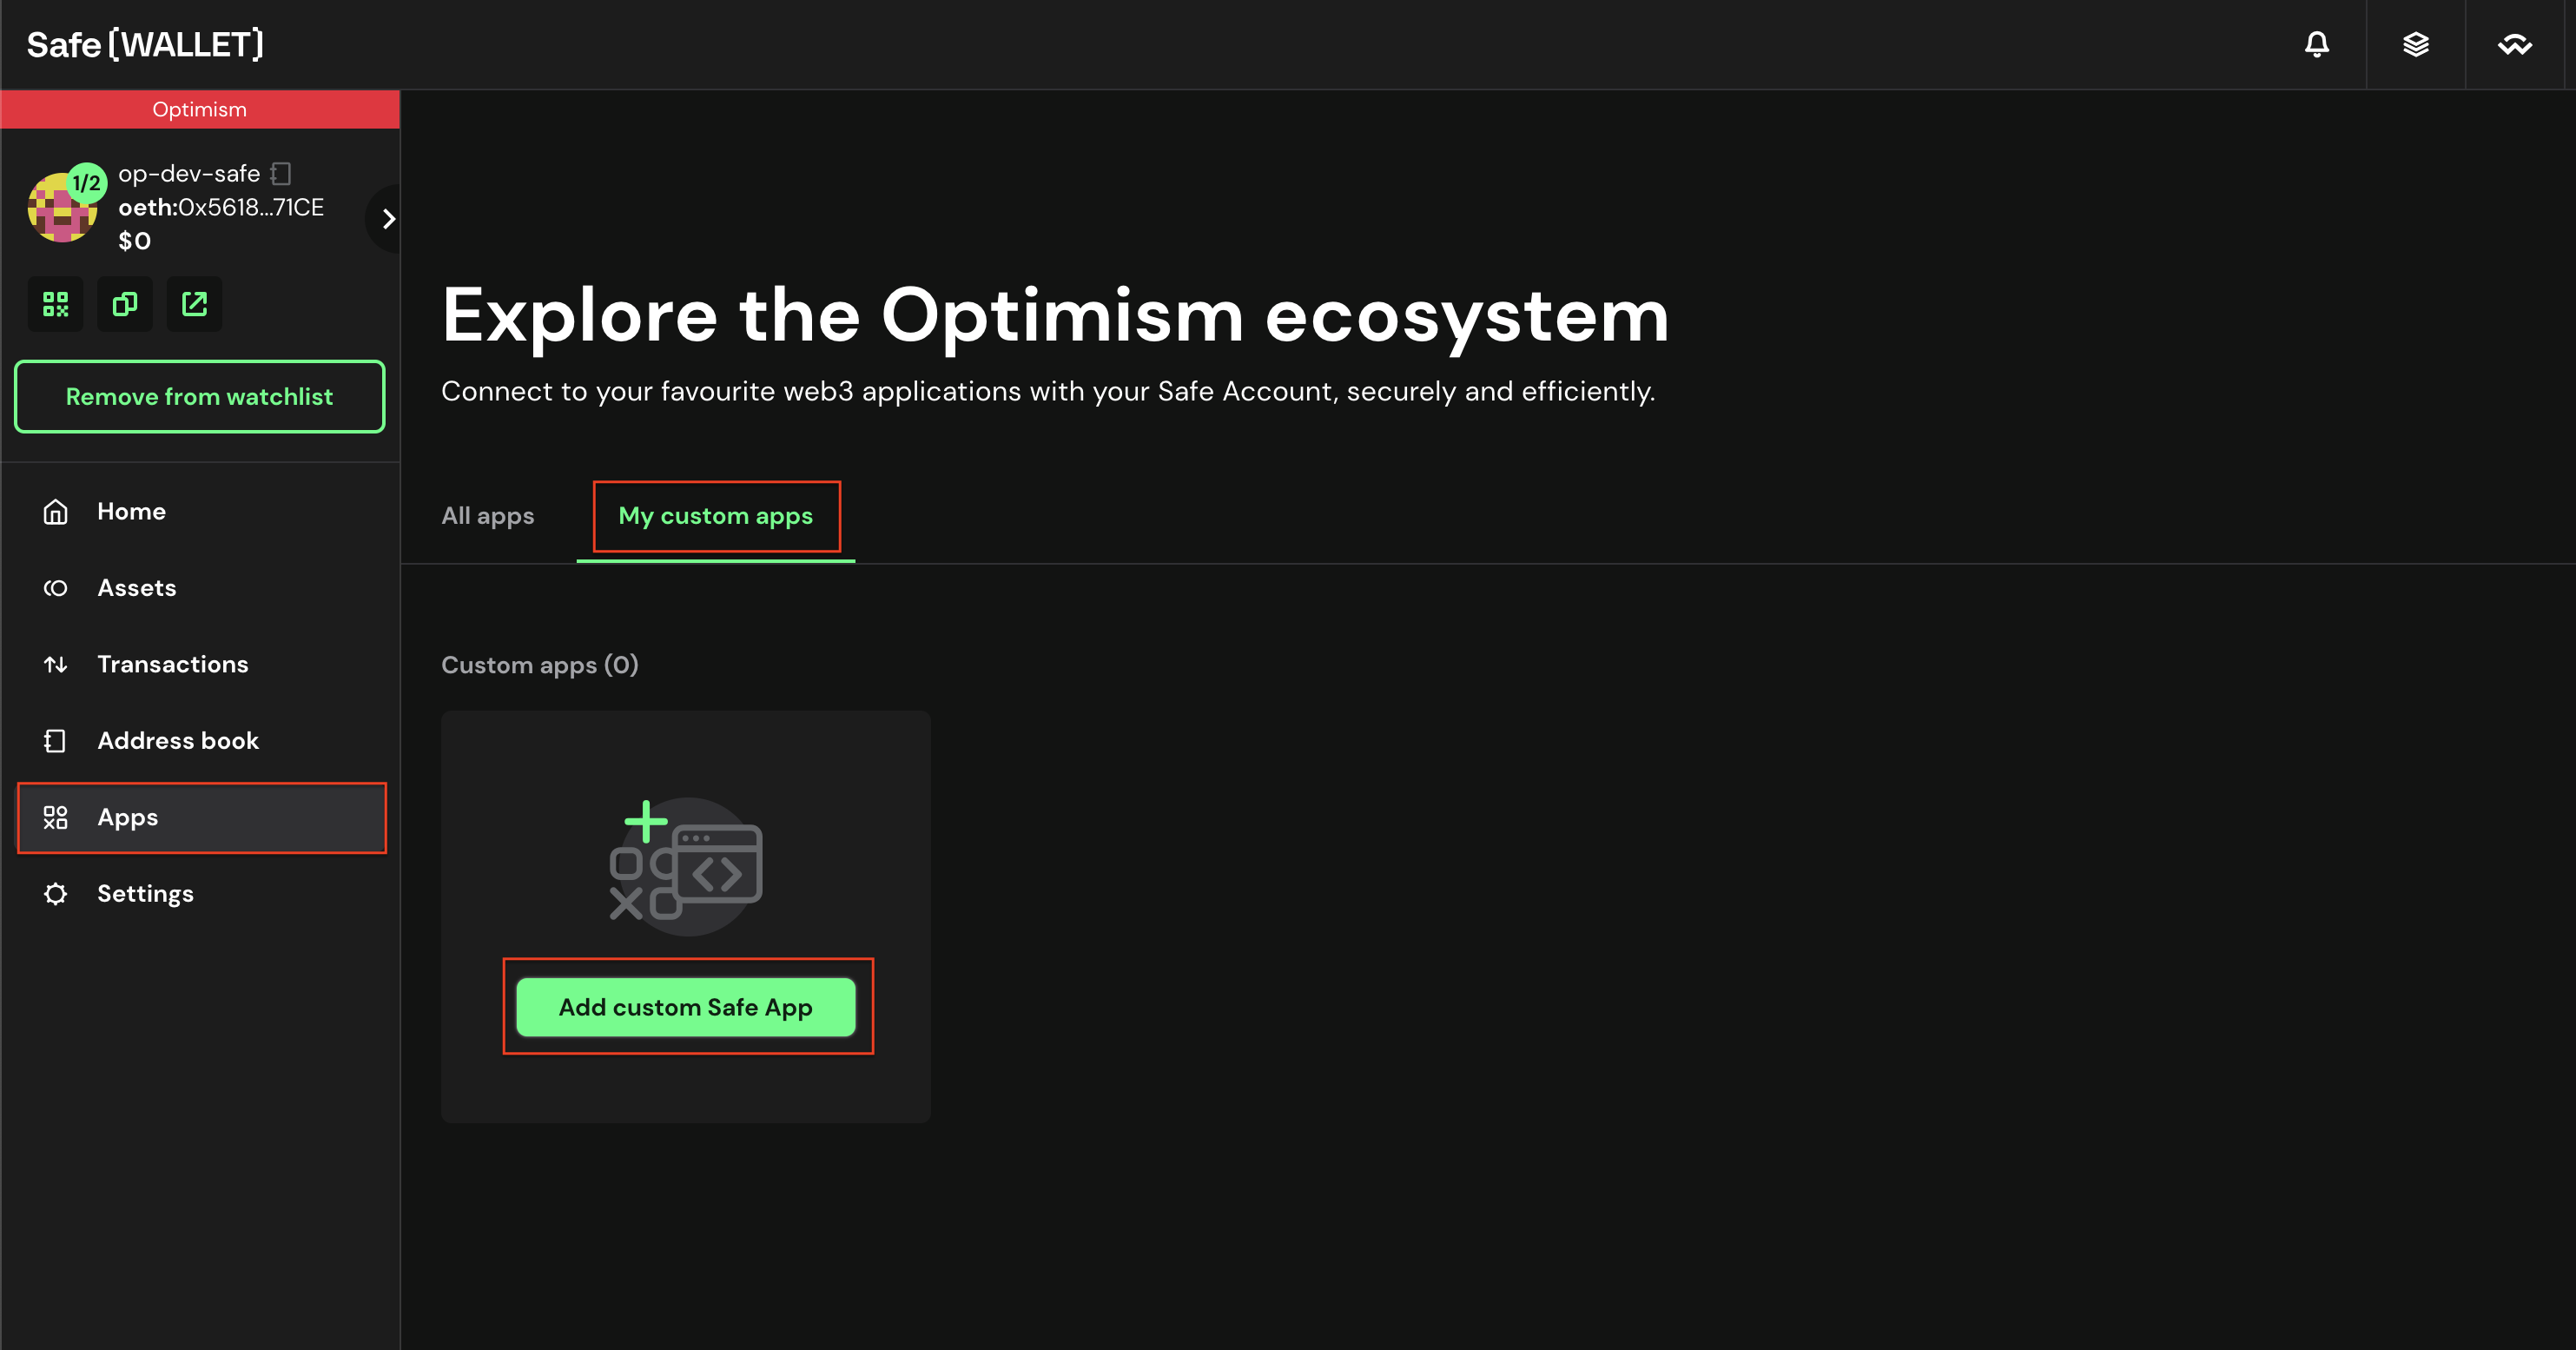 Safe{WALLET}
Optimism
1/2
op-dev-safe
oeth:0x5618...71CE
$0
Remove from watchlist
Home
Assets
Transactions
Address book
Apps
Settings
Explore the Optimism ecosystem
Connect to your favourite web3 applications with your Safe Account, securely and efficiently.
All apps
My custom apps
Custom apps (0)
Add custom Safe App